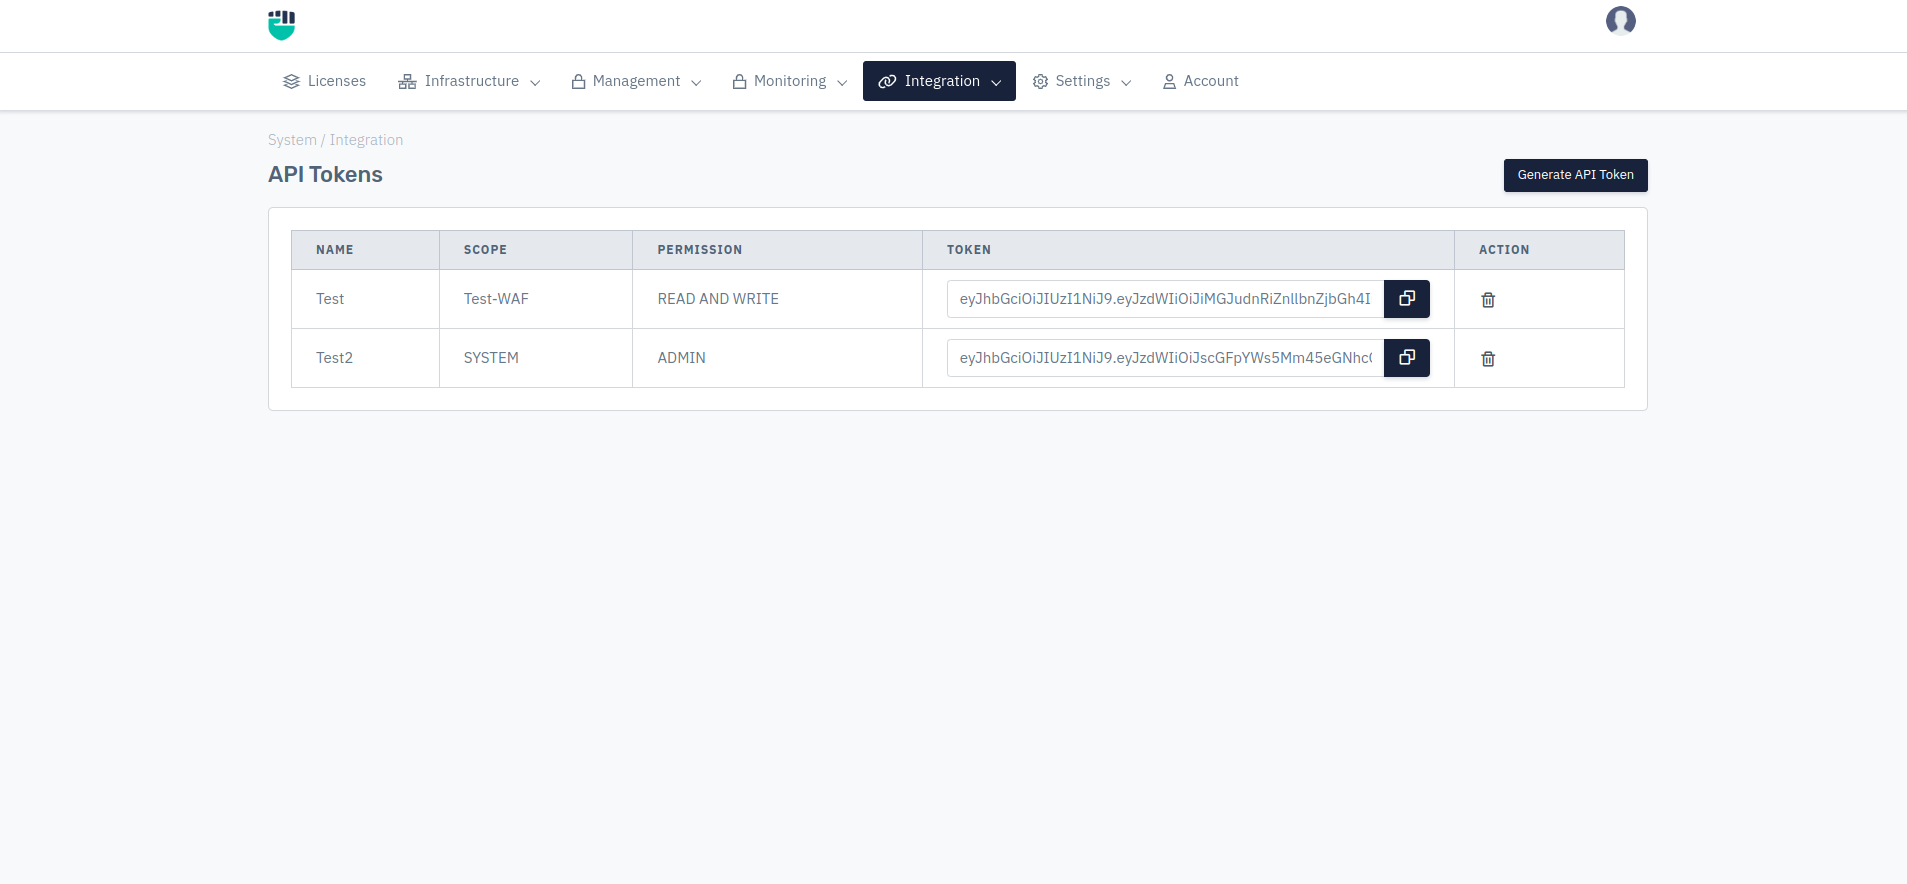 Licenses Infrastructure Management Monitoring Integration Settings Account
System / Integration
API Tokens
Generate API Token
NAME SCOPE PERMISSION TOKEN ACTION
Test Test-WAF READ AND WRITE eyJhbGciOiJIUzI1NiJ9.eyJzdWIiOiJiMGJudnRiZnllbnZjbGh4I
Test2 SYSTEM ADMIN eyJhbGciOiJIUzI1NiJ9.eyJzdWIiOiJscGFpYWs5Mm45eGNhc